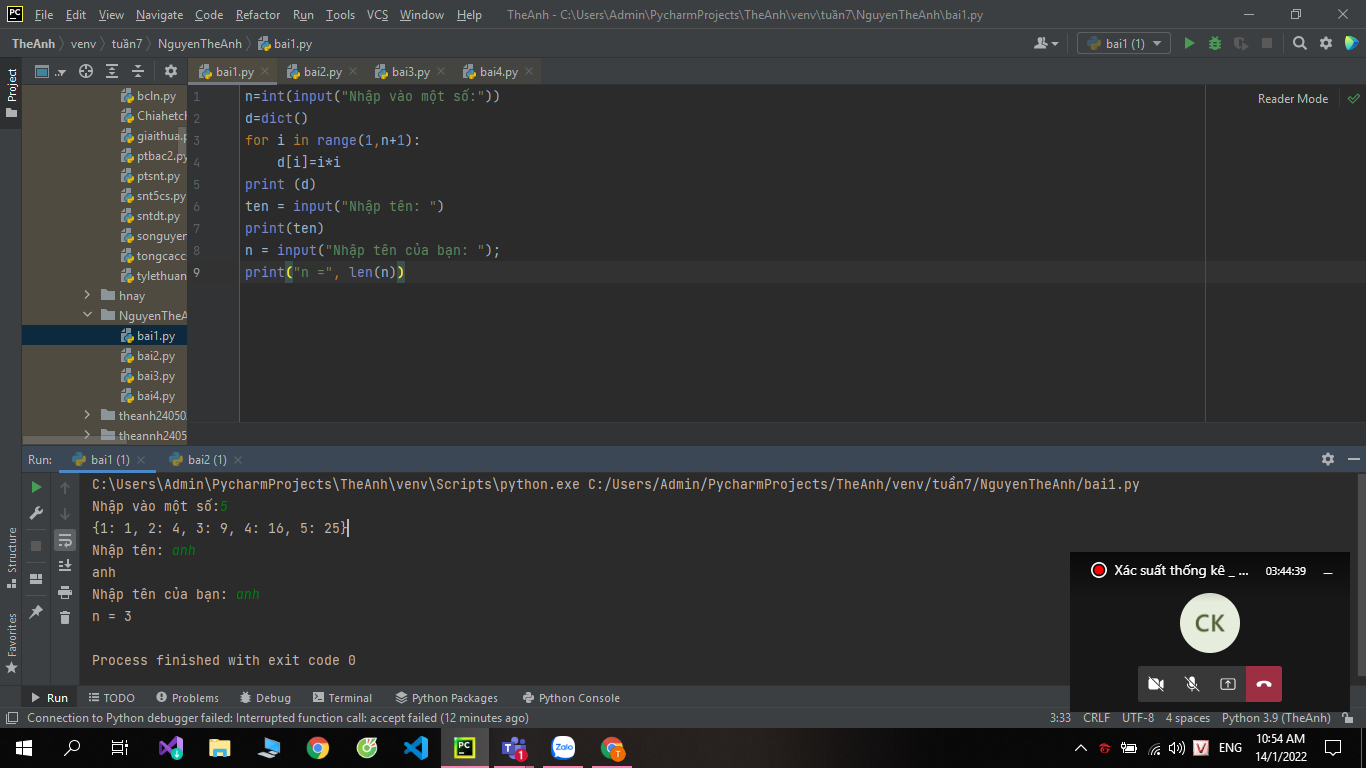 File Edit View Navigate Code Refactor Run Tools VCS Window Help TheAnh - C:\Users\Admin\PycharmProjects\TheAnh\venv\tuần7\NguyenTheAnh\bai1.py
TheAnh venv tuần7 NguyenTheAnh bai1.py bai1 (1)
bai1.py bai2.py bai3.py bai4.py
Project
bcln.py
Chiahetch
giaithua.p
ptbac2.py
ptsnt.py
snt5cs.py
sntdt.py
songuyen
tongcacc
tylethuan
hnay
NguyenTheA
bai1.py
bai2.py
bai3.py
bai4.py
theanh24050
theannh2405
Reader Mode
1 n=int(input("Nhập vào một số:"))
2 d=dict()
3 for i in range(1,n+1):
4 d[i]=i*i
5 print (d)
6 ten = input("Nhập tên: ")
7 print(ten)
8 n = input("Nhập tên của bạn: ");
9 print("n =", len(n))
Run: bai1 (1) bai2 (1)
C:\Users\Admin\PycharmProjects\TheAnh\venv\Scripts\python.exe C:/Users/Admin/PycharmProjects/TheAnh/venv/tuần7/NguyenTheAnh/bai1.py
Nhập vào một số:5
{1: 1, 2: 4, 3: 9, 4: 16, 5: 25}
Nhập tên: anh
anh
Nhập tên của bạn: anh
n = 3
Process finished with exit code 0
Structure
Favorites
Xác suất thống kê _ ... 03:44:39
CK
Run TODO Problems Debug Terminal Python Packages Python Console
Connection to Python debugger failed: Interrupted function call: accept failed (12 minutes ago) 3:33 CRLF UTF-8 4 spaces Python 3.9 (TheAnh)
PC
1
Zalo
T
V
ENG
10:54 AM
14/1/2022